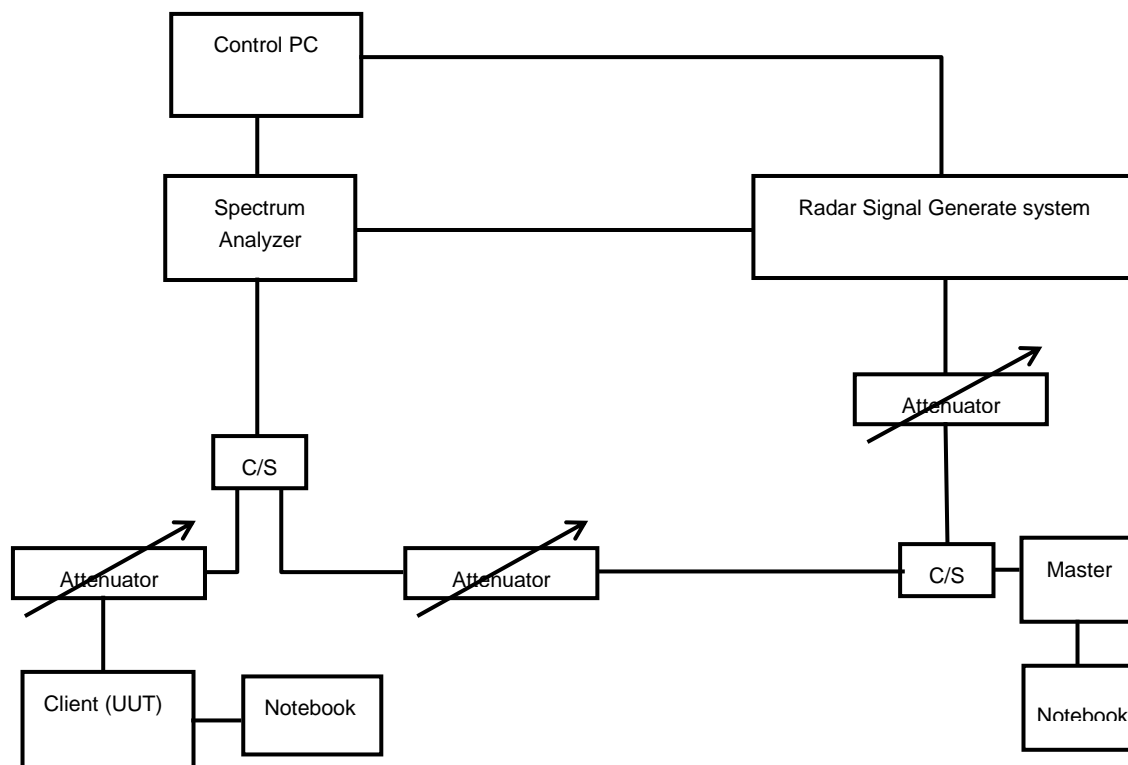 Control PC
Spectrum
Analyzer
Radar Signal Generate system
Attenuator
C/S
Attenuator
Attenuator
C/S
Master
Client (UUT)
Notebook
Notebook